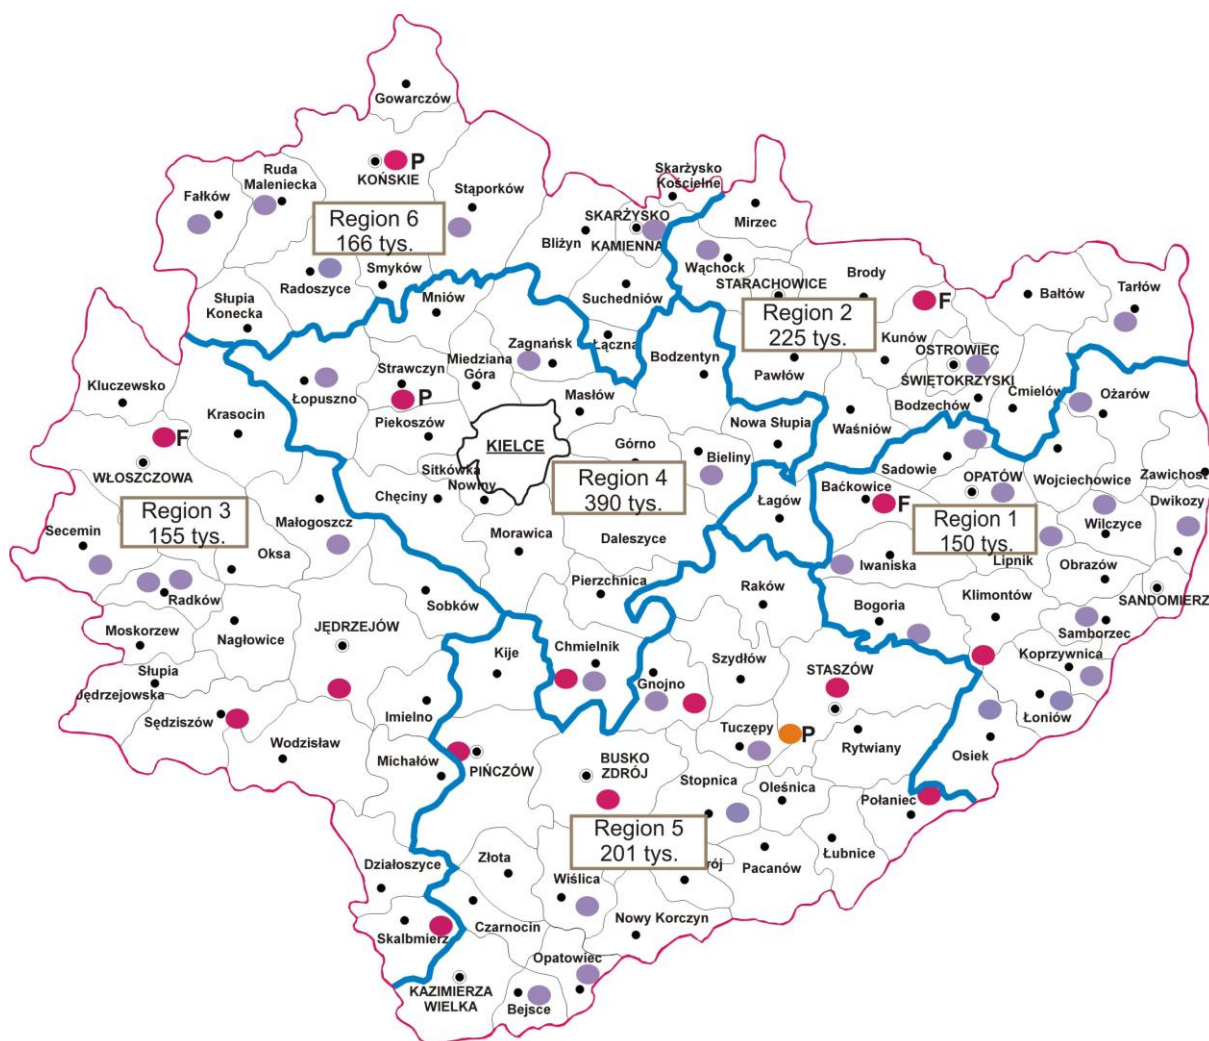 Gowarczów
P
KOŃSKIE
Ruda
Maleniecka
Fałków
Stąporków
Region 6
166 tys.
Radoszyce
Smyków
Słupia
Konecka
Skarżysko
Kościelne
SKARŻYSKO
KAMIENNA
Bliżyn
Suchedniów
Mirzec
Wąchock
STARACHOWICE
Brody
F
Region 2
225 tys.
Bałtów
Tarłów
Kunów
OSTROWIEC
ŚWIĘTOKRZYSKI
Pawłów
Bodzechów
Ćmielów
Waśniów
Mniów
Łączna
Zagnańsk
Bodzentyn
Miedziana
Góra
Strawczyn
P
Łopuszno
Masłów
Piekoszów
KIELCE
Górno
Nowa Słupia
Bieliny
Sitkówka
Nowiny
Chęciny
Region 4
390 tys.
Łagów
Morawica
Daleszyce
Pierzchnica
Kluczewsko
Krasocin
F
WŁOSZCZOWA
Region 3
155 tys.
Małogoszcz
Secemin
Oksa
Radków
Sobków
Moskorzew
Nagłowice
JĘDRZEJÓW
Słupia
Jędrzejowska
Sędziszów
Imielno
Wodzisław
Michałów
Działoszyce
Skalbmierz
Ożarów
Sadowie
OPATÓW
Wojciechowice
Zawichost
Baćkowice
F
Region 1
150 tys.
Dwikozy
Wilczyce
Iwaniska
Lipnik
Obrazów
SANDOMIERZ
Bogoria
Klimontów
Samborzec
Koprzywnica
Łoniów
Osiek
Raków
Kije
Chmielnik
Gnojno
Szydłów
STASZÓW
Tuczępy
P
Rytwiany
PIŃCZÓW
BUSKO
ZDRÓJ
Stopnica
Oleśnica
Połaniec
Region 5
201 tys.
Łubnice
Pacanów
Złota
Wiślica
Czarnocin
Nowy Korczyn
Opatowiec
KAZIMIERZA
WIELKA
Bejsce